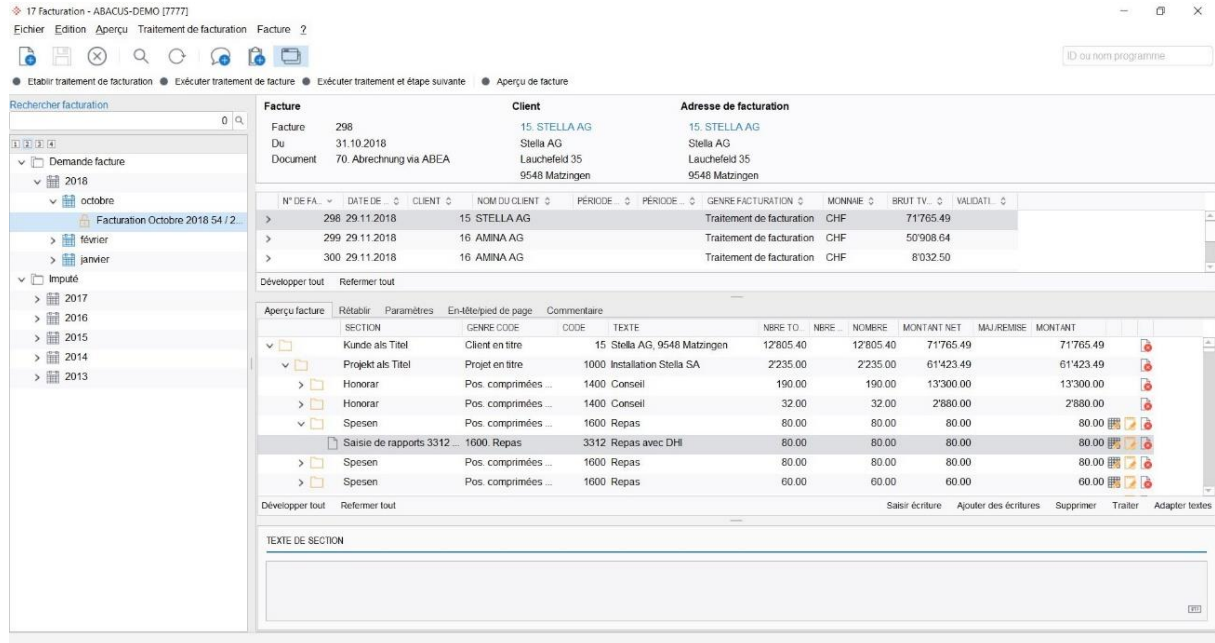 17 Facturation - ABACUS-DEMO [7777]
Fichier Edition Aperçu Traitement de facturation Facture ?
ID ou nom programme
Etablir traitement de facturation Exécuter traitement de facture Exécuter traitement et étape suivante Aperçu de facture
Rechercher facturation
0
1 2 3 4
Demande facture
2018
octobre
Facturation Octobre 2018 54 / 2...
février
janvier
Imputé
2017
2016
2015
2014
2013
Facture Client Adresse de facturation
Facture 298 15. STELLA AG 15. STELLA AG
Du 31.10.2018 Stella AG Stella AG
Document 70. Abrechnung via ABEA Lauchefeld 35 Lauchefeld 35
9548 Matzingen 9548 Matzingen
N° DE FA... DATE DE ... CLIENT NOM DU CLIENT PÉRIODE... PÉRIODE... GENRE FACTURATION MONNAIE BRUT TV... VALIDATI...
298 29.11.2018 15 STELLA AG Traitement de facturation CHF 71'765.49
299 29.11.2018 16 AMINA AG Traitement de facturation CHF 50'908.64
300 29.11.2018 16 AMINA AG Traitement de facturation CHF 8'032.50
Développer tout Refermer tout
Aperçu facture Rétablir Paramètres En-tête/pied de page Commentaire
SECTION GENRE CODE CODE TEXTE NBRE TO... NBRE ... NOMBRE MONTANT NET MAJ./REMISE MONTANT
Kunde als Titel Client en titre 15 Stella AG, 9548 Matzingen 12'805.40 12'805.40 71'765.49 71'765.49
Projekt als Titel Projet en titre 1000 Installation Stella SA 2'235.00 2'235.00 61'423.49 61'423.49
Honorar Pos. comprimées ... 1400 Conseil 190.00 190.00 13'300.00 13'300.00
Honorar Pos. comprimées ... 1400 Conseil 32.00 32.00 2'880.00 2'880.00
Spesen Pos. comprimées ... 1600 Repas 80.00 80.00 80.00 80.00
Saisie de rapports 3312 ... 1600. Repas 3312 Repas avec DHI 80.00 80.00 80.00 80.00
Spesen Pos. comprimées ... 1600 Repas 80.00 80.00 80.00 80.00
Spesen Pos. comprimées ... 1600 Repas 60.00 60.00 60.00 60.00
Développer tout Refermer tout Saisir écriture Ajouter des écritures Supprimer Traiter Adapter textes
TEXTE DE SECTION